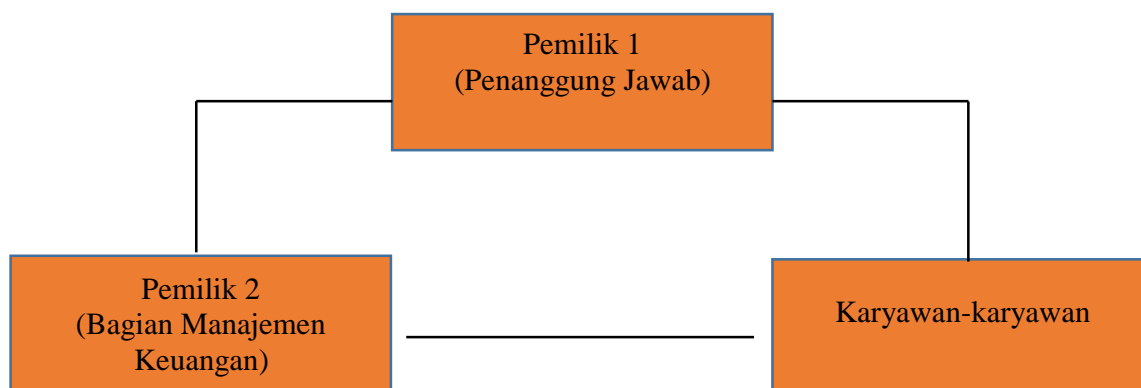 Pemilik 1
(Penanggung Jawab)
Pemilik 2
(Bagian Manajemen
Keuangan)
Karyawan-karyawan